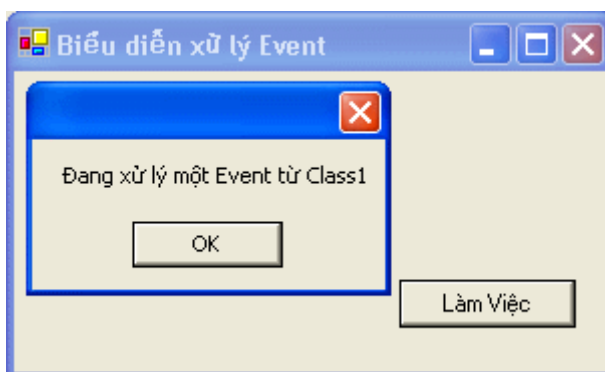 Biểu diễn xử lý Event
Đang xử lý một Event từ Class1
OK
Làm Việc